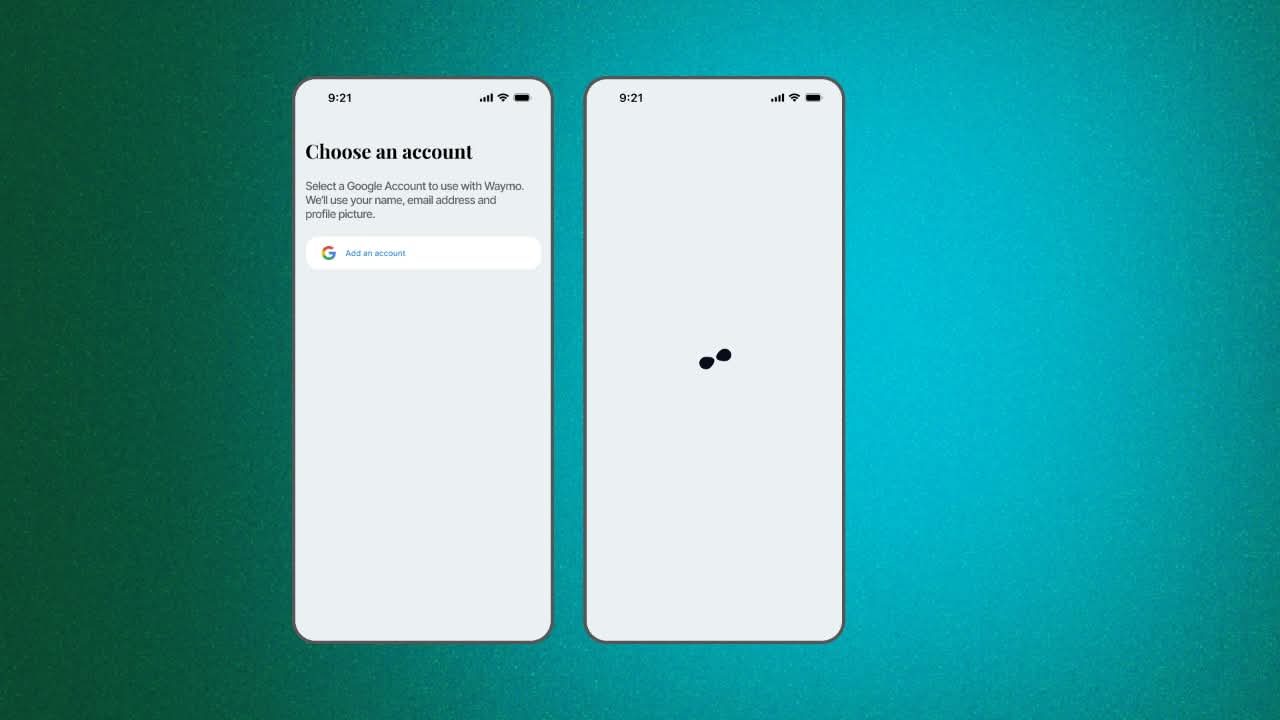 9:21
Choose an account
Select a Google Account to use with Waymo.
We'll use your name, email address and
profile picture.
Add an account
9:21